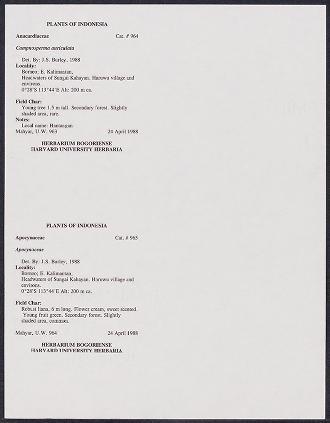 PLANTS OF INDONESIA
Anacardiaceae Cat. # 964
Campnosperma auriculata
Det. By: J.S. Burley, 1988
Locality:
Borneo; E. Kalimantan,
Headwaters of Sungai Kahayan. Haruwu village and
environs.
0°28'S 113°44'E Alt: 200 m ca.
Field Char:
Young tree 1.5 m tall. Secondary forest. Slightly
shaded area, rare.
Notes:
Local name: Hantangan
Mahyar, U.W. 963 24 April 1988
HERBARIUM BOGORIENSE
HARVARD UNIVERSITY HERBARIA
PLANTS OF INDONESIA
Apocynaceae Cat. # 965
Apocynaceae
Det. By: J.S. Burley, 1988
Locality:
Borneo; E. Kalimantan,
Headwaters of Sungai Kahayan. Haruwu village and
environs.
0°28'S 113°44'E Alt: 200 m ca.
Field Char:
Robust liana, 6 m long. Flower cream, sweet scented.
Young fruit green. Secondary forest. Slightly
shaded area, common.
Mahyar, U.W. 964 24 April 1988
HERBARIUM BOGORIENSE
HARVARD UNIVERSITY HERBARIA